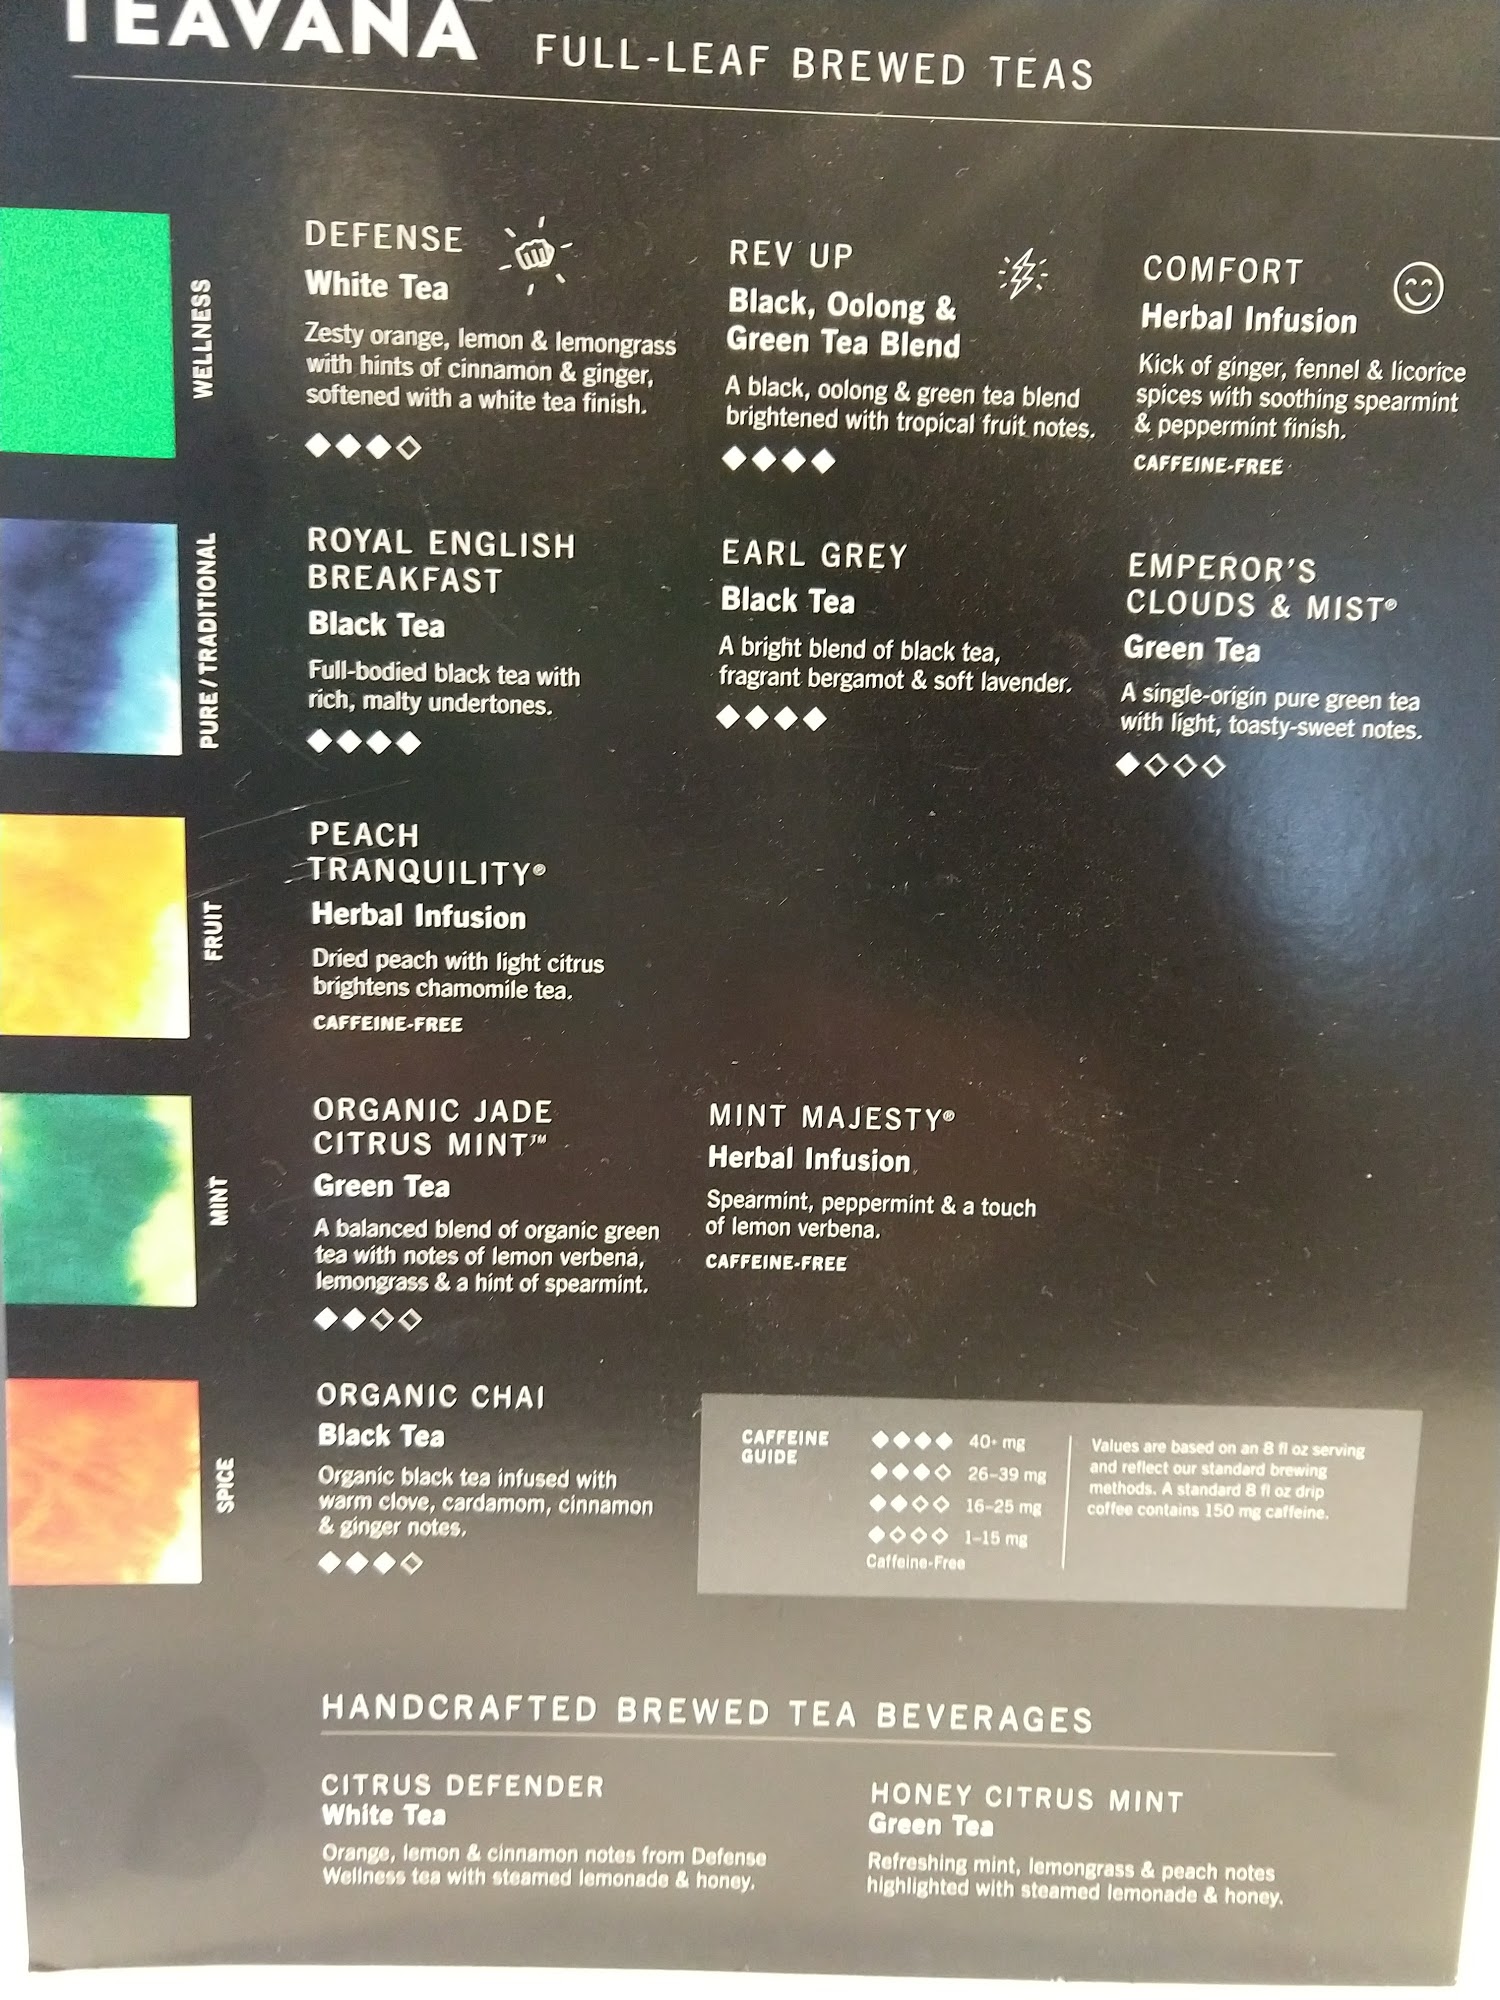 TEAVANA FULL-LEAF BREWED TEAS
WELLNESS
DEFENSE
White Tea
Zesty orange, lemon & lemongrass
with hints of cinnamon & ginger,
softened with a white tea finish.
REV UP
Black, Oolong &
Green Tea Blend
A black, oolong & green tea blend
brightened with tropical fruit notes.
COMFORT
Herbal Infusion
Kick of ginger, fennel & licorice
spices with soothing spearmint
& peppermint finish.
CAFFEINE-FREE
PURE / TRADITIONAL
ROYAL ENGLISH
BREAKFAST
Black Tea
Full-bodied black tea with
rich, malty undertones.
EARL GREY
Black Tea
A bright blend of black tea,
fragrant bergamot & soft lavender.
EMPEROR'S
CLOUDS & MIST®
Green Tea
A single-origin pure green tea
with light, toasty-sweet notes.
FRUIT
PEACH
TRANQUILITY®
Herbal Infusion
Dried peach with light citrus
brightens chamomile tea.
CAFFEINE-FREE
MINT
ORGANIC JADE
CITRUS MINT™
Green Tea
A balanced blend of organic green
tea with notes of lemon verbena,
lemongrass & a hint of spearmint.
MINT MAJESTY®
Herbal Infusion
Spearmint, peppermint & a touch
of lemon verbena.
CAFFEINE-FREE
SPICE
ORGANIC CHAI
Black Tea
Organic black tea infused with
warm clove, cardamom, cinnamon
& ginger notes.
CAFFEINE
GUIDE
40+ mg
26–39 mg
16–25 mg
1–15 mg
Caffeine-Free
Values are based on an 8 fl oz serving
and reflect our standard brewing
methods. A standard 8 fl oz drip
coffee contains 150 mg caffeine.
HANDCRAFTED BREWED TEA BEVERAGES
CITRUS DEFENDER
White Tea
Orange, lemon & cinnamon notes from Defense
Wellness tea with steamed lemonade & honey.
HONEY CITRUS MINT
Green Tea
Refreshing mint, lemongrass & peach notes
highlighted with steamed lemonade & honey.